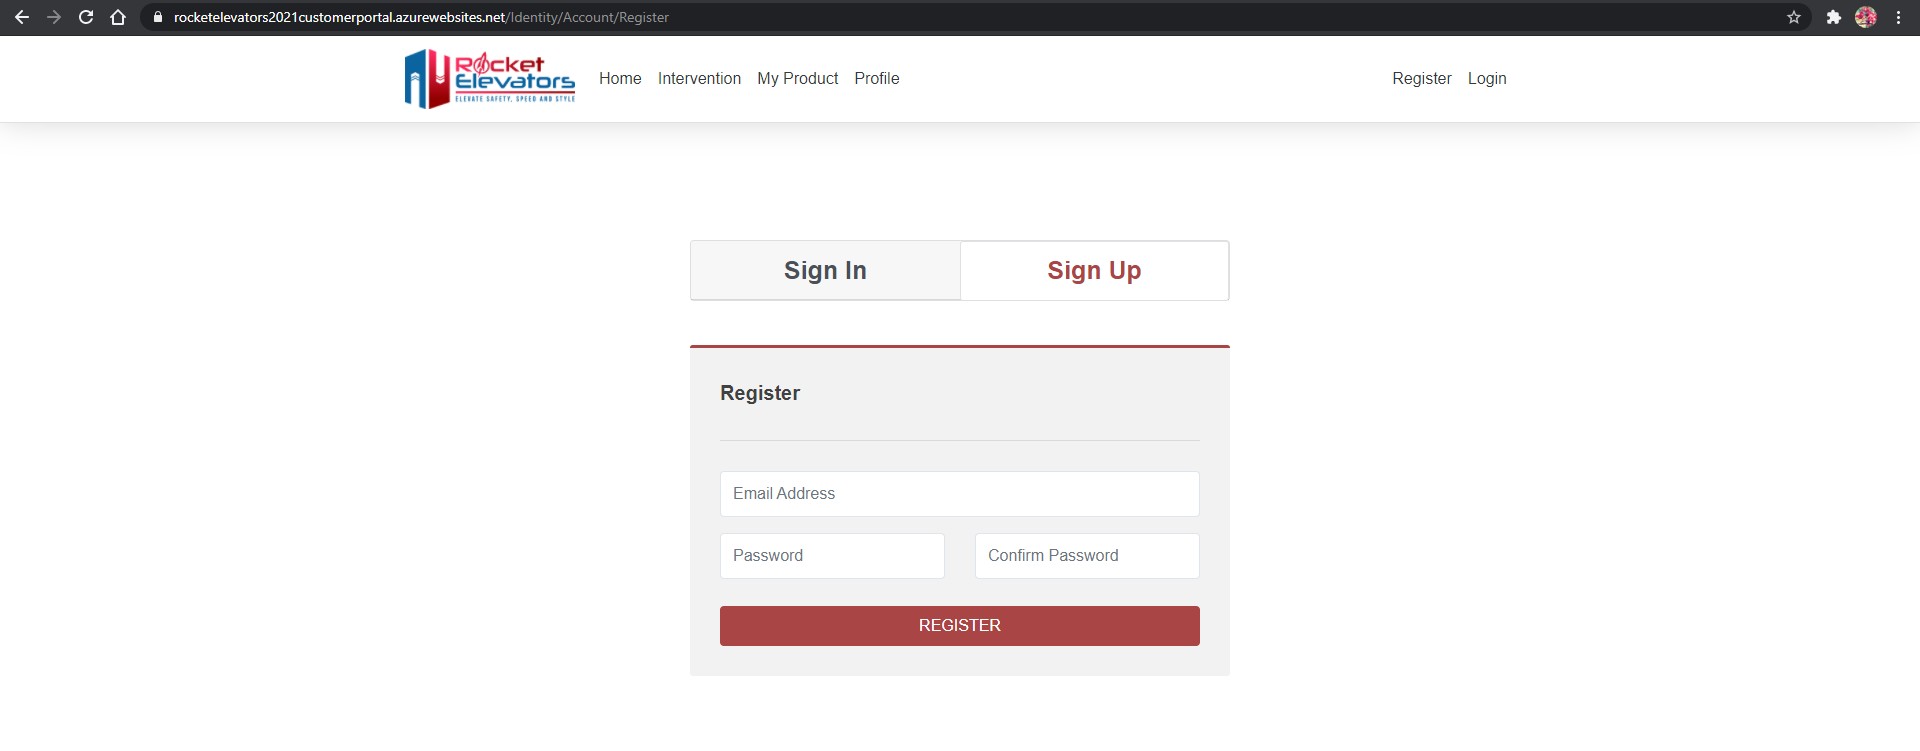 rocketelevators2021customerportal.azurewebsites.net/Identity/Account/Register
Rocket
Elevators
ELEVATE SAFETY, SPEED AND STYLE
Home Intervention My Product Profile Register Login
Sign In Sign Up
Register
Email Address
Password Confirm Password
REGISTER